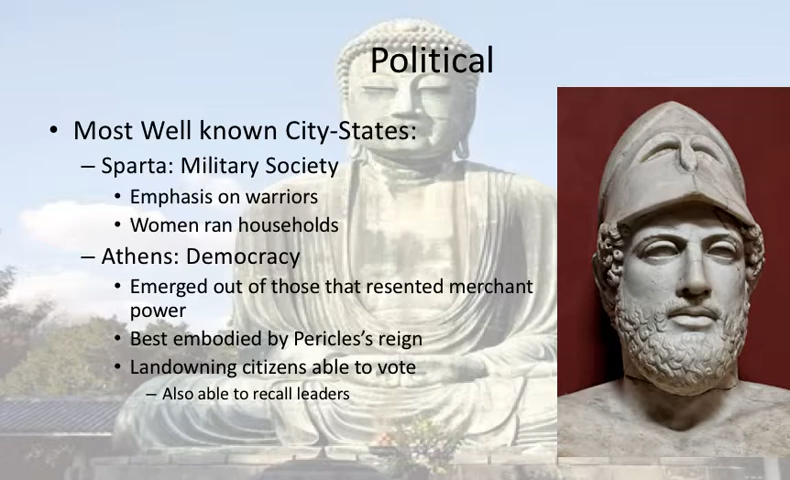 Political
• Most Well known City-States:
– Sparta: Military Society
• Emphasis on warriors
• Women ran households
– Athens: Democracy
• Emerged out of those that resented merchant
power
• Best embodied by Pericles’s reign
• Landowning citizens able to vote
– Also able to recall leaders